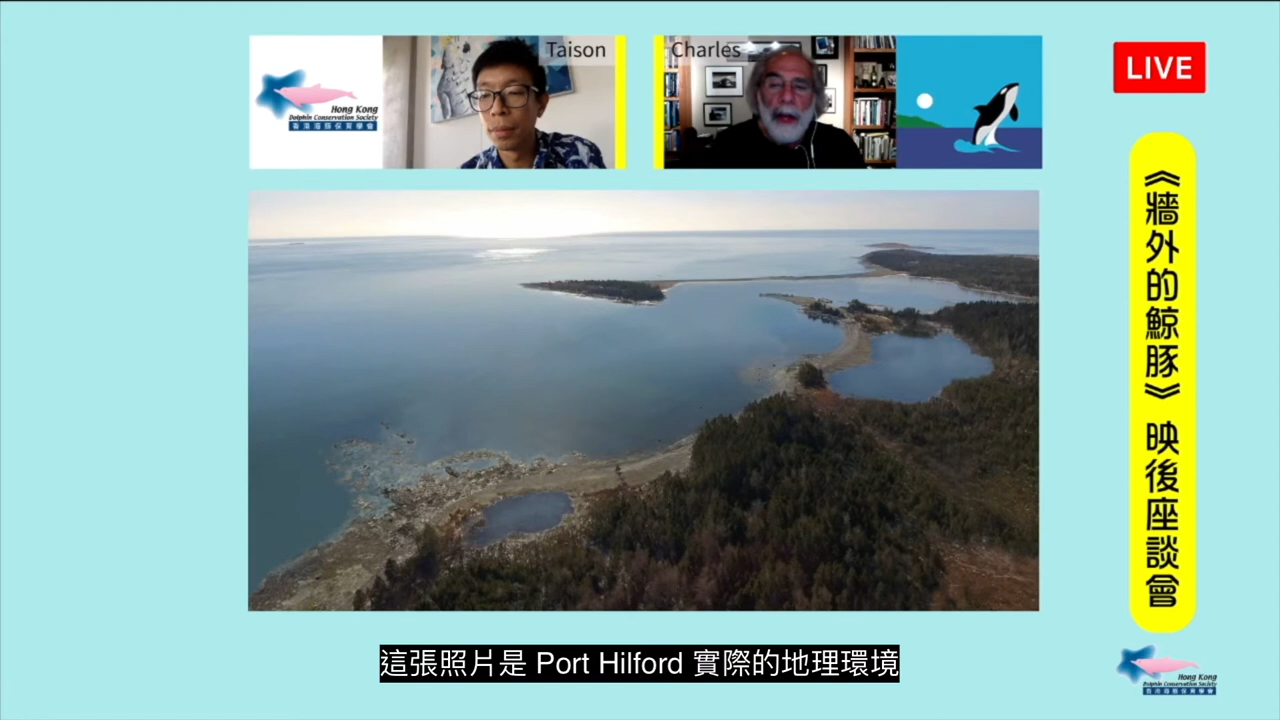 Taison
Charles
LIVE
Hong Kong
Dolphin Conservation Society
香港海豚保育學會
《牆外的鯨豚》映後座談會
這張照片是 Port Hilford 實際的地理環境
Hong Kong
Dolphin Conservation Society
香港海豚保育學會